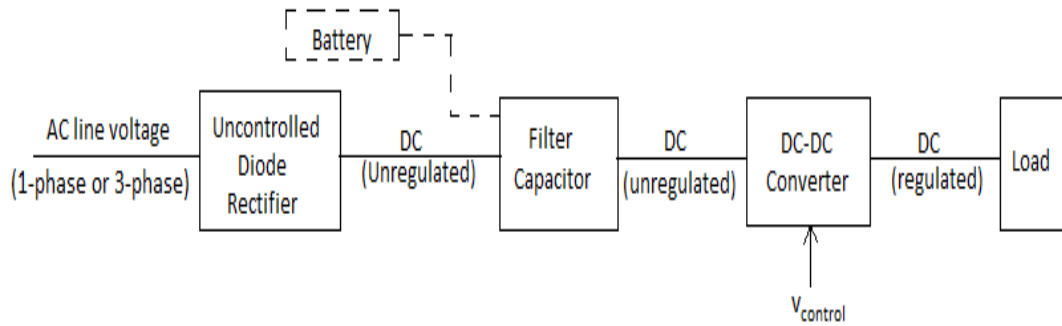 Battery
AC line voltage
(1-phase or 3-phase)
Uncontrolled
Diode
Rectifier
DC
(Unregulated)
Filter
Capacitor
DC
(unregulated)
DC-DC
Converter
DC
(regulated)
Load
Vcontrol